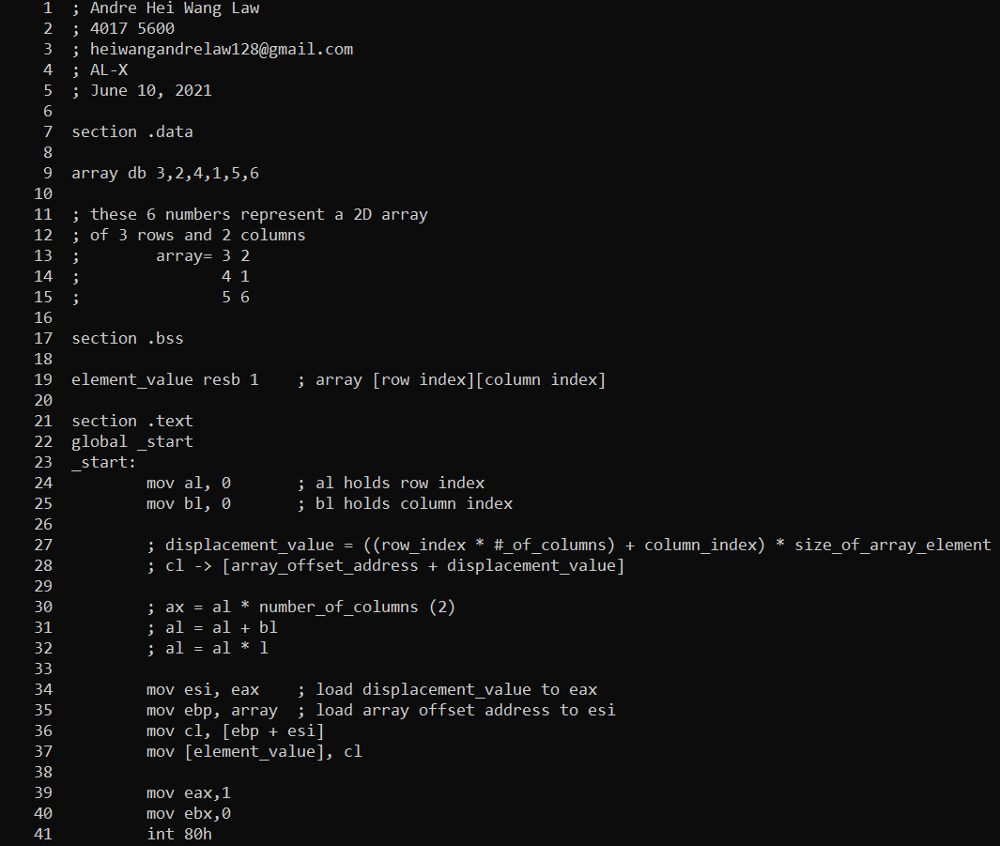 1 ; Andre Hei Wang Law
2 ; 4017 5600
3 ; heiwangandrelaw128@gmail.com
4 ; AL-X
5 ; June 10, 2021
6
7 section .data
8
9 array db 3,2,4,1,5,6
10
11 ; these 6 numbers represent a 2D array
12 ; of 3 rows and 2 columns
13 ;        array= 3 2
14 ;               4 1
15 ;               5 6
16
17 section .bss
18
19 element_value resb 1    ; array [row index][column index]
20
21 section .text
22 global _start
23 _start:
24         mov al, 0       ; al holds row index
25         mov bl, 0       ; bl holds column index
26
27         ; displacement_value = ((row_index * #_of_columns) + column_index) * size_of_array_element
28         ; cl -> [array_offset_address + displacement_value]
29
30         ; ax = al * number_of_columns (2)
31         ; al = al + bl
32         ; al = al * l
33
34         mov esi, eax    ; load displacement_value to eax
35         mov ebp, array  ; load array offset address to esi
36         mov cl, [ebp + esi]
37         mov [element_value], cl
38
39         mov eax,1
40         mov ebx,0
41         int 80h